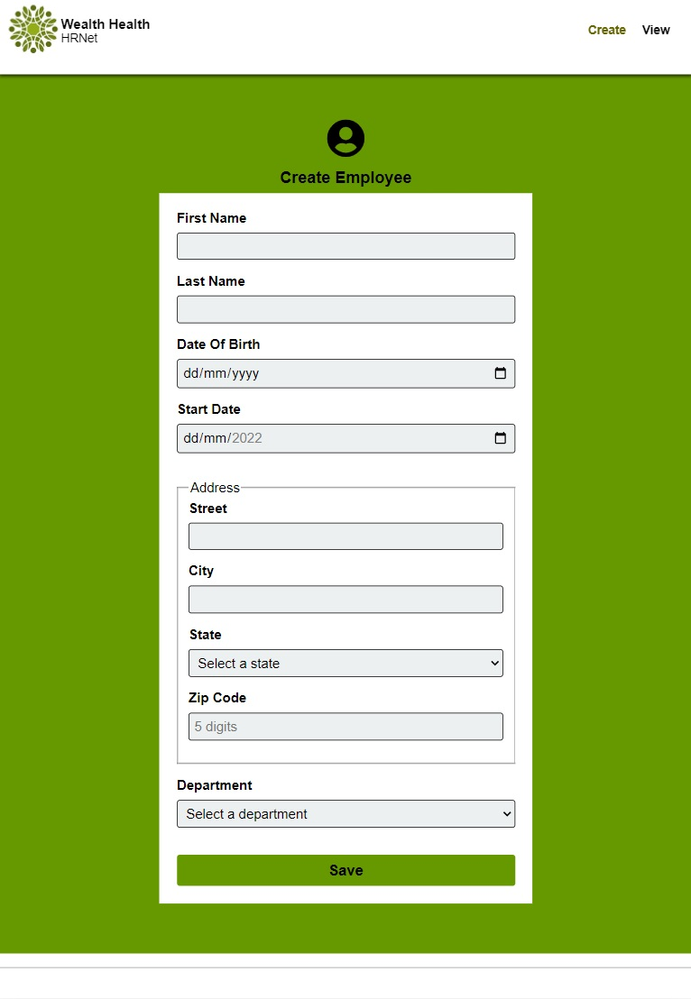 Wealth Health
HRNet
Create View
Create Employee
First Name
Last Name
Date Of Birth
dd/mm/yyyy
Start Date
dd/mm/2022
Address
Street
City
State
Select a state
Zip Code
5 digits
Department
Select a department
Save